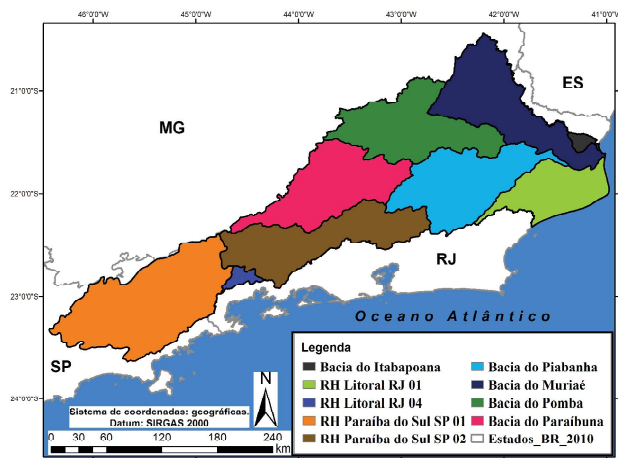 46°0'0"S 45°0'0"S 44°0'0"S 43°0'0"S 42°0'0"S 41°0'0"S
ES
21°0'0"S
MG
22°0'0"S
RJ
23°0'0"S
Oceano Atlântico
SP
24°0'0"S
N
Sistema de coordenadas: geográficas.
Datum: SIRGAS 2000
0 30 60 120 180 240
km
Legenda
Bacia do Itabapoana
RH Litoral RJ 01
RH Litoral RJ 04
RH Paraíba do Sul SP 01
RH Paraíba do Sul SP 02
Bacia do Piabanha
Bacia do Muriaé
Bacia do Pomba
Bacia do Paraíbuna
Estados_BR_2010